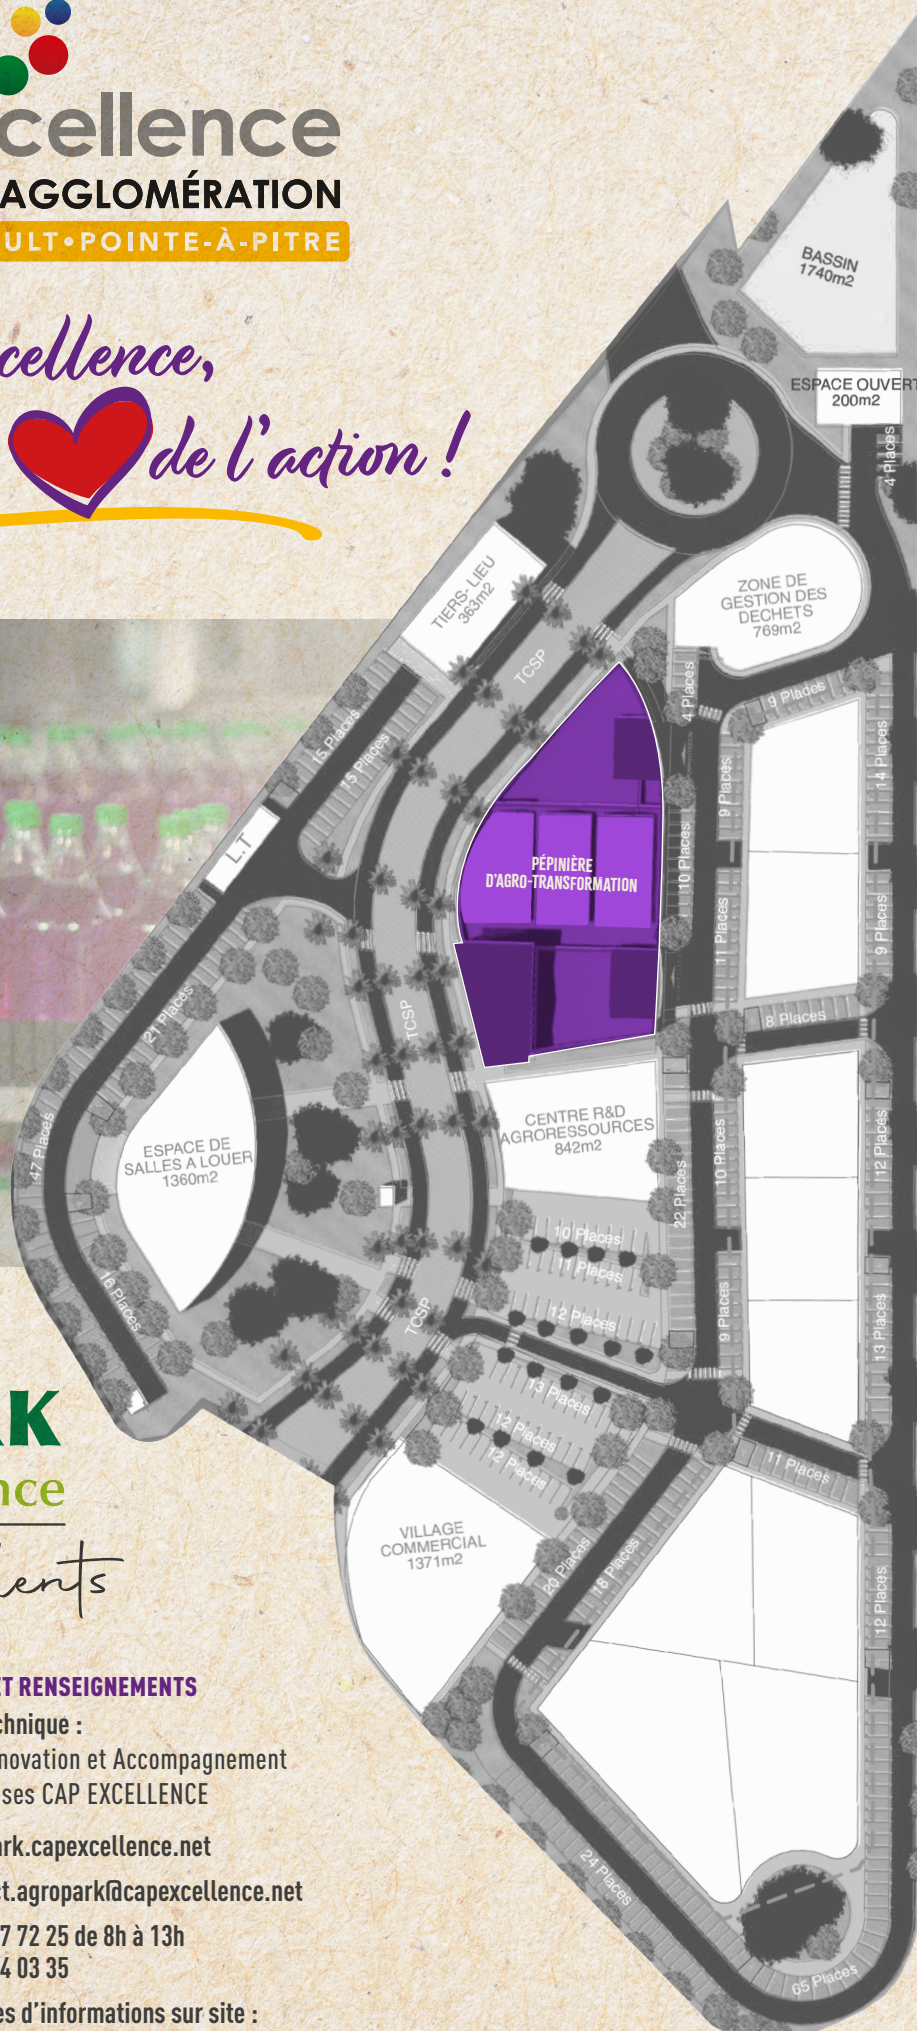 cellence
AGGLOMÉRATION
ULT•POINTE-À-PITRE
cellence,
de l'action !
BASSIN
1740m2
ESPACE OUVERT
200m2
4 Places
TIERS-LIEU
363m2
ZONE DE
GESTION DES
DECHETS
769m2
TCSP
4 Places
9 Places
15 Places
15 Places
9 Places
14 Places
L.T
PÉPINIÈRE
D'AGRO-TRANSFORMATION
10 Places
11 Places
9 Places
21 Places
TCSP
8 Places
47 Places
ESPACE DE
SALLES A LOUER
1360m2
CENTRE R&D
AGRORESSOURCES
842m2
22 Places
10 Places
12 Places
10 Places
11 Places
12 Places
9 Places
13 Places
16 Places
TCSP
13 Places
12 Places
12 Places
11 Places
VILLAGE
COMMERCIAL
1371m2
20 Places
18 Places
12 Places
24 Places
65 Places
RK
nce
ents
ET RENSEIGNEMENTS
chnique :
novation et Accompagnement
ses CAP EXCELLENCE
ark.capexcellence.net
ct.agropark@capexcellence.net
7 72 25 de 8h à 13h
4 03 35
es d'informations sur site :